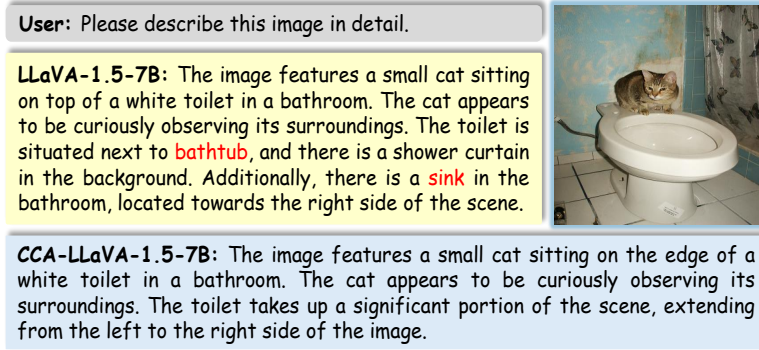 User: Please describe this image in detail.
LLaVA-1.5-7B: The image features a small cat sitting
on top of a white toilet in a bathroom. The cat appears
to be curiously observing its surroundings. The toilet is
situated next to bathtub, and there is a shower curtain
in the background. Additionally, there is a sink in the
bathroom, located towards the right side of the scene.
CCA-LLaVA-1.5-7B: The image features a small cat sitting on the edge of a
white toilet in a bathroom. The cat appears to be curiously observing its
surroundings. The toilet takes up a significant portion of the scene, extending
from the left to the right side of the image.